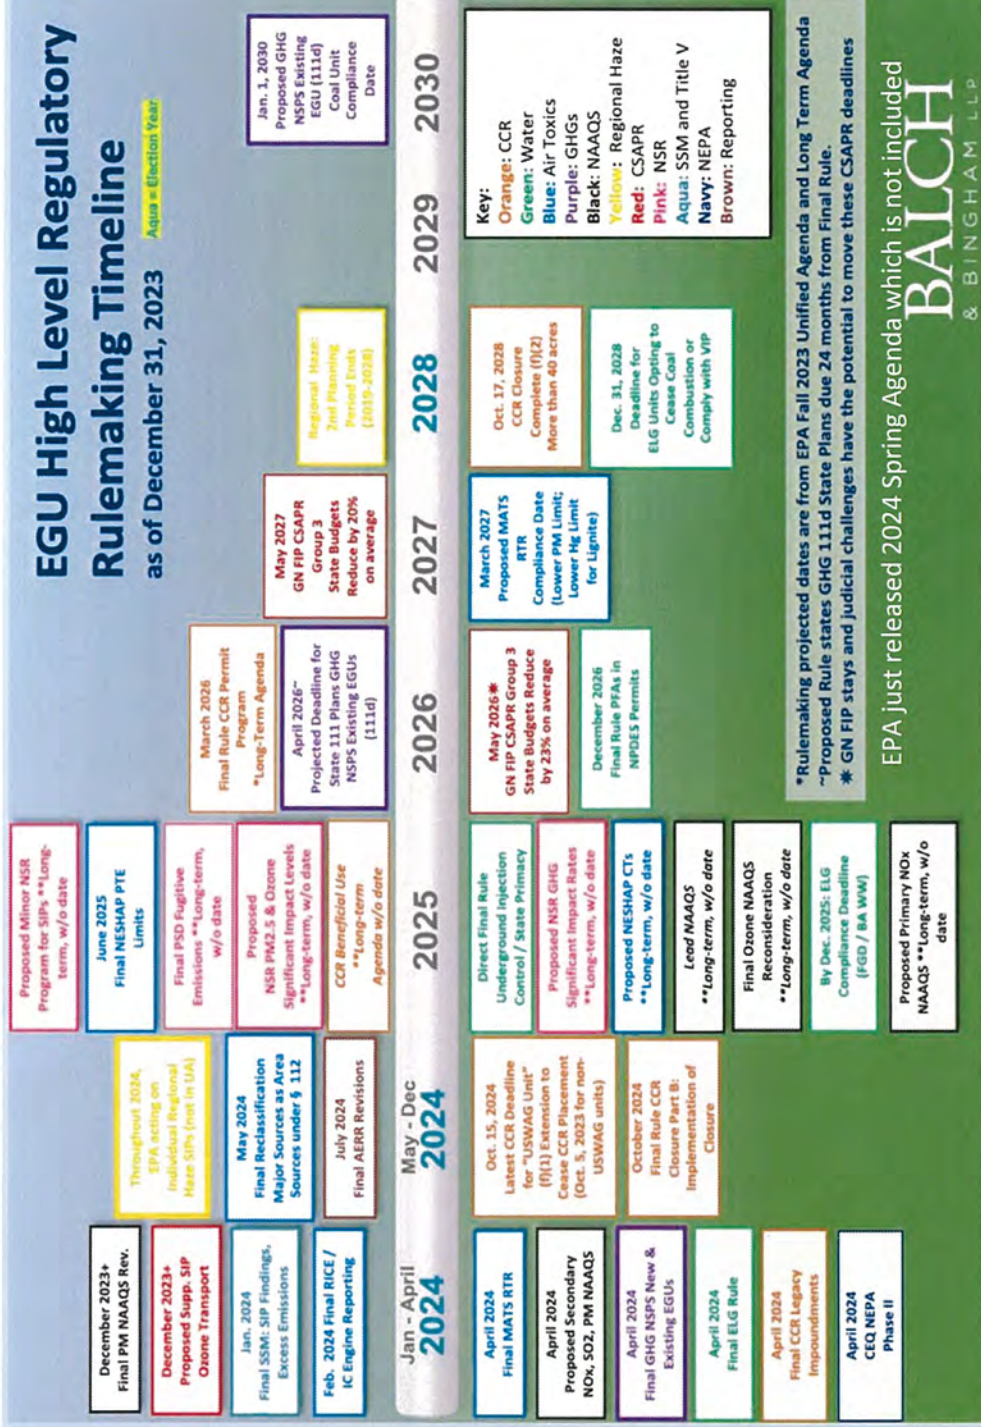 EGU High Level Regulatory
Rulemaking Timeline
as of December 31, 2023
Aqua = Election Year
December 2023+
Final PM NAAQS Rev.
December 2023+
Proposed Supp. SIP
Ozone Transport
Jan. 2024
Final SSM: SIP Findings,
Excess Emissions
Feb. 2024 Final RICE /
IC Engine Reporting
Throughout 2024,
EPA acting on
Individual Regional
Haze SIPs (not in UA)
May 2024
Final Reclassification
Major Sources as Area
Sources under § 112
July 2024
Final AERR Revisions
Proposed Minor NSR
Program for SIPs **Long-
term, w/o date
June 2025
Final NESHAP PTE
Limits
Final PSD Fugitive
Emissions **Long-term,
w/o date
Proposed
NSR PM2.5 & Ozone
Significant Impact Levels
**Long-term, w/o date
CCR Beneficial Use
**Long-term
Agenda w/o date
March 2026
Final Rule CCR Permit
Program
*Long-Term Agenda
April 2026~
Projected Deadline for
State 111 Plans GHG
NSPS Existing EGUs
(111d)
May 2027
GN FIP CSAPR
Group 3
State Budgets
Reduce by 20%
on average
Regional Haze:
2nd Planning
Period Ends
(2019-2028)
Jan. 1, 2030
Proposed GHG
NSPS Existing
EGU (111d)
Coal Unit
Compliance
Date
Jan - April
2024
May - Dec
2024
2025
2026
2027
2028
2029
2030
April 2024
Final MATS RTR
April 2024
Proposed Secondary
NOx, SO2, PM NAAQS
April 2024
Final GHG NSPS New &
Existing EGUs
April 2024
Final ELG Rule
April 2024
Final CCR Legacy
Impoundments
April 2024
CEQ NEPA
Phase II
Oct. 15, 2024
Latest CCR Deadline
for "USWAG Unit"
(f)(1) Extension to
Cease CCR Placement
(Oct. 5, 2023 for non-
USWAG units)
October 2024
Final Rule CCR
Closure Part B:
Implementation of
Closure
Direct Final Rule
Underground Injection
Control / State Primacy
Proposed NSR GHG
Significant Impact Rates
**Long-term, w/o date
Proposed NESHAP CTs
**Long-term, w/o date
Lead NAAQS
**Long-term, w/o date
Final Ozone NAAQS
Reconsideration
**Long-term, w/o date
By Dec. 2025: ELG
Compliance Deadline
(FGD / BA WW)
Proposed Primary NOx
NAAQS **Long-term, w/o
date
May 2026✷
GN FIP CSAPR Group 3
State Budgets Reduce
by 23% on average
December 2026
Final Rule PFAs in
NPDES Permits
March 2027
Proposed MATS
RTR
Compliance Date
(Lower PM Limit;
Lower Hg Limit
for Lignite)
Oct. 17, 2028
CCR Closure
Complete (f)(2)
More than 40 acres
Dec. 31, 2028
Deadline for
ELG Units Opting to
Cease Coal
Combustion or
Comply with VIP
Key:
Orange: CCR
Green: Water
Blue: Air Toxics
Purple: GHGs
Black: NAAQS
Yellow: Regional Haze
Red: CSAPR
Pink: NSR
Aqua: SSM and Title V
Navy: NEPA
Brown: Reporting
*Rulemaking projected dates are from EPA Fall 2023 Unified Agenda and Long Term Agenda
~Proposed Rule states GHG 111d State Plans due 24 months from Final Rule.
✷ GN FIP stays and judicial challenges have the potential to move these CSAPR deadlines
EPA just released 2024 Spring Agenda which is not included
BALCH
& BINGHAM LLP